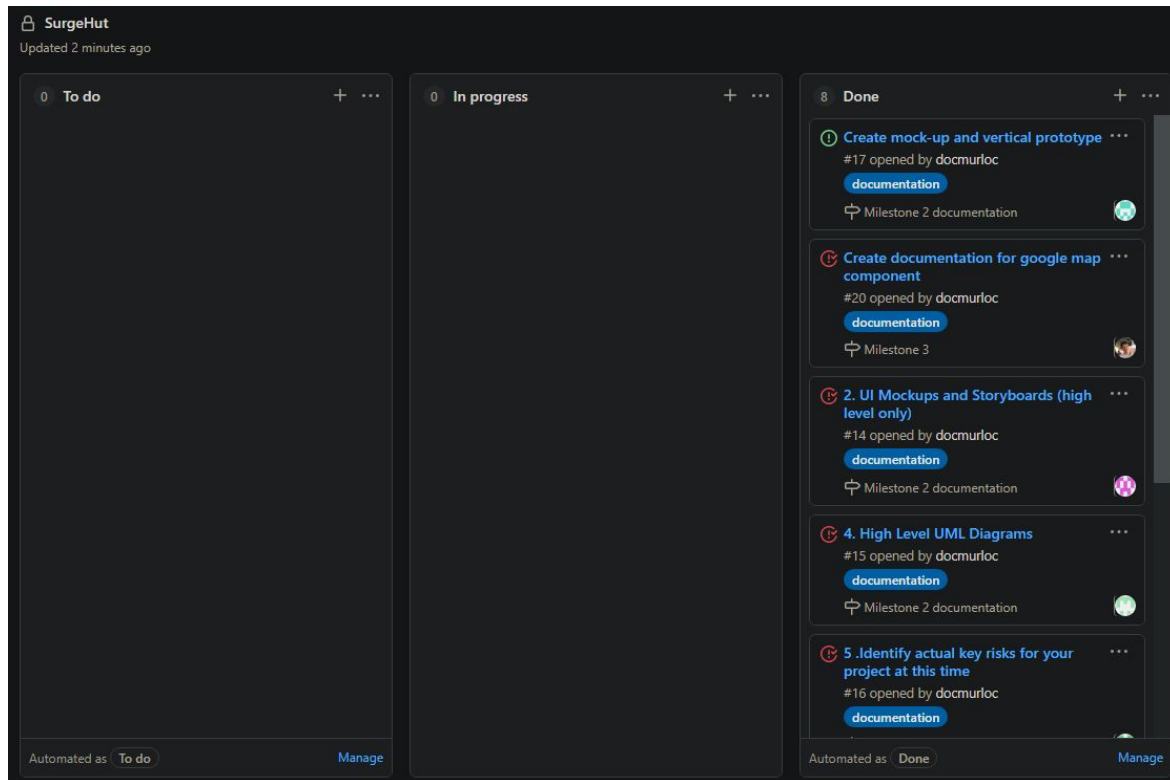 SurgeHut
Updated 2 minutes ago
0 To do
0 In progress
8 Done
Create mock-up and vertical prototype
#17 opened by docmurloc
documentation
Milestone 2 documentation
Create documentation for google map
component
#20 opened by docmurloc
documentation
Milestone 3
2. UI Mockups and Storyboards (high
level only)
#14 opened by docmurloc
documentation
Milestone 2 documentation
4. High Level UML Diagrams
#15 opened by docmurloc
documentation
Milestone 2 documentation
5 .Identify actual key risks for your
project at this time
#16 opened by docmurloc
documentation
Automated as To do Manage
Automated as Done Manage